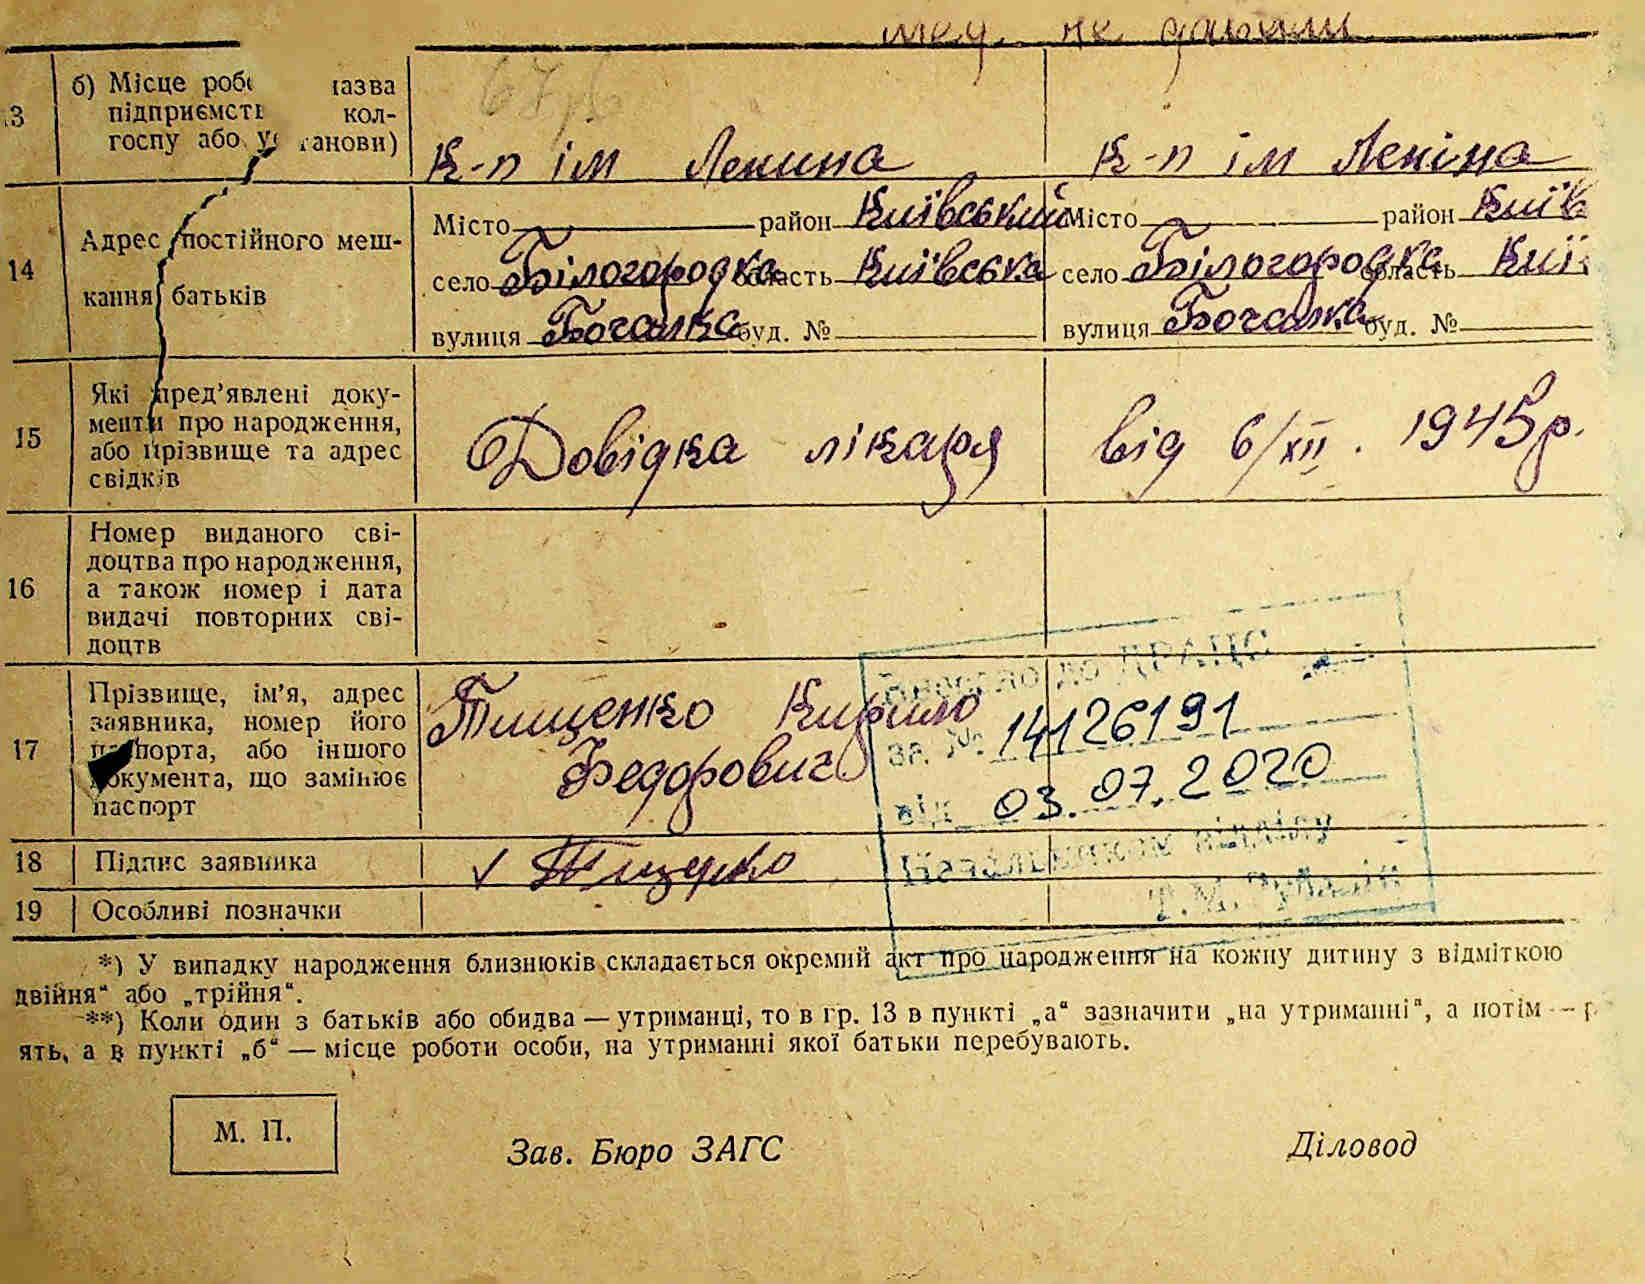 13 б) Місце роб назва
підприємст кол-
госпу або ус танови)
К-п ім Ленина К-п ім Леніна
14 Адрес постійного меш-
кання батьків
Місто район Київський Місто район Київ
село Білогородка область Київська село Білогородка область Киї
вулиця буд. № вулиця буд. №
15 Які пред’явлені доку-
менти про народження,
або прізвище та адрес
свідків
Довідка лікаря від 6/XII. 1945р.
16 Номер виданого сві-
доцтва про народження,
а також номер і дата
видачі повторних сві-
доцтв
17 Прізвище, ім’я, адрес
заявника, номер його
паспорта, або іншого
документа, що замінює
паспорт
Тищенко Кирило
Федорович
14126191
03.07.2020
18 Підпис заявника ✓ Тищенко
19 Особливі позначки
*) У випадку народження близнюків складається окремий акт про народження на кожну дитину з відміткою
двійня“ або „трійня“.
**) Коли один з батьків або обидва — утриманці, то в гр. 13 в пункті „а“ зазначити „на утриманні“, а потім — р
ять, а в пункті „б“ — місце роботи особи, на утриманні якої батьки перебувають.
М. П.
Зав. Бюро ЗАГС Діловод